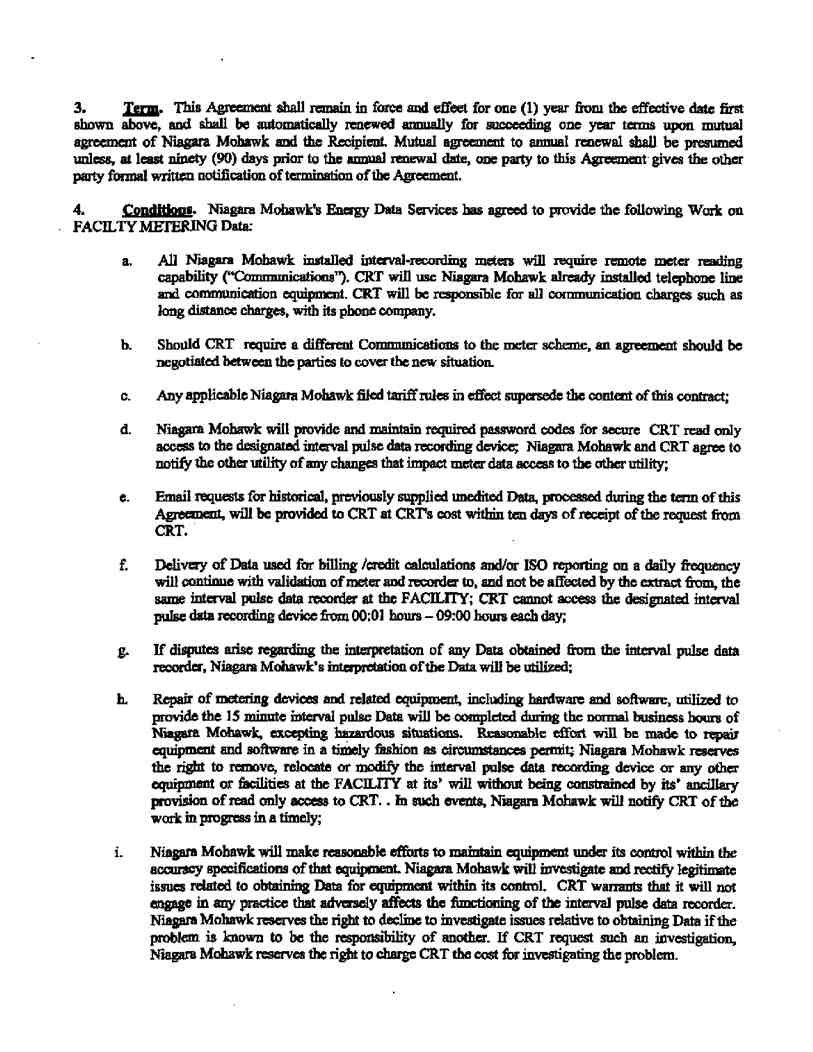 3. Term. This Agreement shall remain in force and effect for one (1) year from the effective date first
shown above, and shall be automatically renewed annually for succeeding one year terms upon mutual
agreement of Niagara Mohawk and the Recipient. Mutual agreement to annual renewal shall be presumed
unless, at least ninety (90) days prior to the annual renewal date, one party to this Agreement gives the other
party formal written notification of termination of the Agreement.
4. Conditions. Niagara Mohawk's Energy Data Services has agreed to provide the following Work on
FACILTY METERING Data:
a. All Niagara Mohawk installed interval-recording meters will require remote meter reading
capability ("Communications"). CRT will use Niagara Mohawk already installed telephone line
and communication equipment. CRT will be responsible for all communication charges such as
long distance charges, with its phone company.
b. Should CRT require a different Communications to the meter scheme, an agreement should be
negotiated between the parties to cover the new situation.
c. Any applicable Niagara Mohawk filed tariff rules in effect supersede the content of this contract;
d. Niagara Mohawk will provide and maintain required password codes for secure CRT read only
access to the designated interval pulse data recording device; Niagara Mohawk and CRT agree to
notify the other utility of any changes that impact meter data access to the other utility;
e. Email requests for historical, previously supplied unedited Data, processed during the term of this
Agreement, will be provided to CRT at CRT's cost within ten days of receipt of the request from
CRT.
f. Delivery of Data used for billing /credit calculations and/or ISO reporting on a daily frequency
will continue with validation of meter and recorder to, and not be affected by the extract from, the
same interval pulse data recorder at the FACILITY; CRT cannot access the designated interval
pulse data recording device from 00:01 hours – 09:00 hours each day;
g. If disputes arise regarding the interpretation of any Data obtained from the interval pulse data
recorder, Niagara Mohawk's interpretation of the Data will be utilized;
h. Repair of metering devices and related equipment, including hardware and software, utilized to
provide the 15 minute interval pulse Data will be completed during the normal business hours of
Niagara Mohawk, excepting hazardous situations. Reasonable effort will be made to repair
equipment and software in a timely fashion as circumstances permit; Niagara Mohawk reserves
the right to remove, relocate or modify the interval pulse data recording device or any other
equipment or facilities at the FACILITY at its' will without being constrained by its' ancillary
provision of read only access to CRT. . In such events, Niagara Mohawk will notify CRT of the
work in progress in a timely;
i. Niagara Mohawk will make reasonable efforts to maintain equipment under its control within the
accuracy specifications of that equipment. Niagara Mohawk will investigate and rectify legitimate
issues related to obtaining Data for equipment within its control. CRT warrants that it will not
engage in any practice that adversely affects the functioning of the interval pulse data recorder.
Niagara Mohawk reserves the right to decline to investigate issues relative to obtaining Data if the
problem is known to be the responsibility of another. If CRT request such an investigation,
Niagara Mohawk reserves the right to charge CRT the cost for investigating the problem.